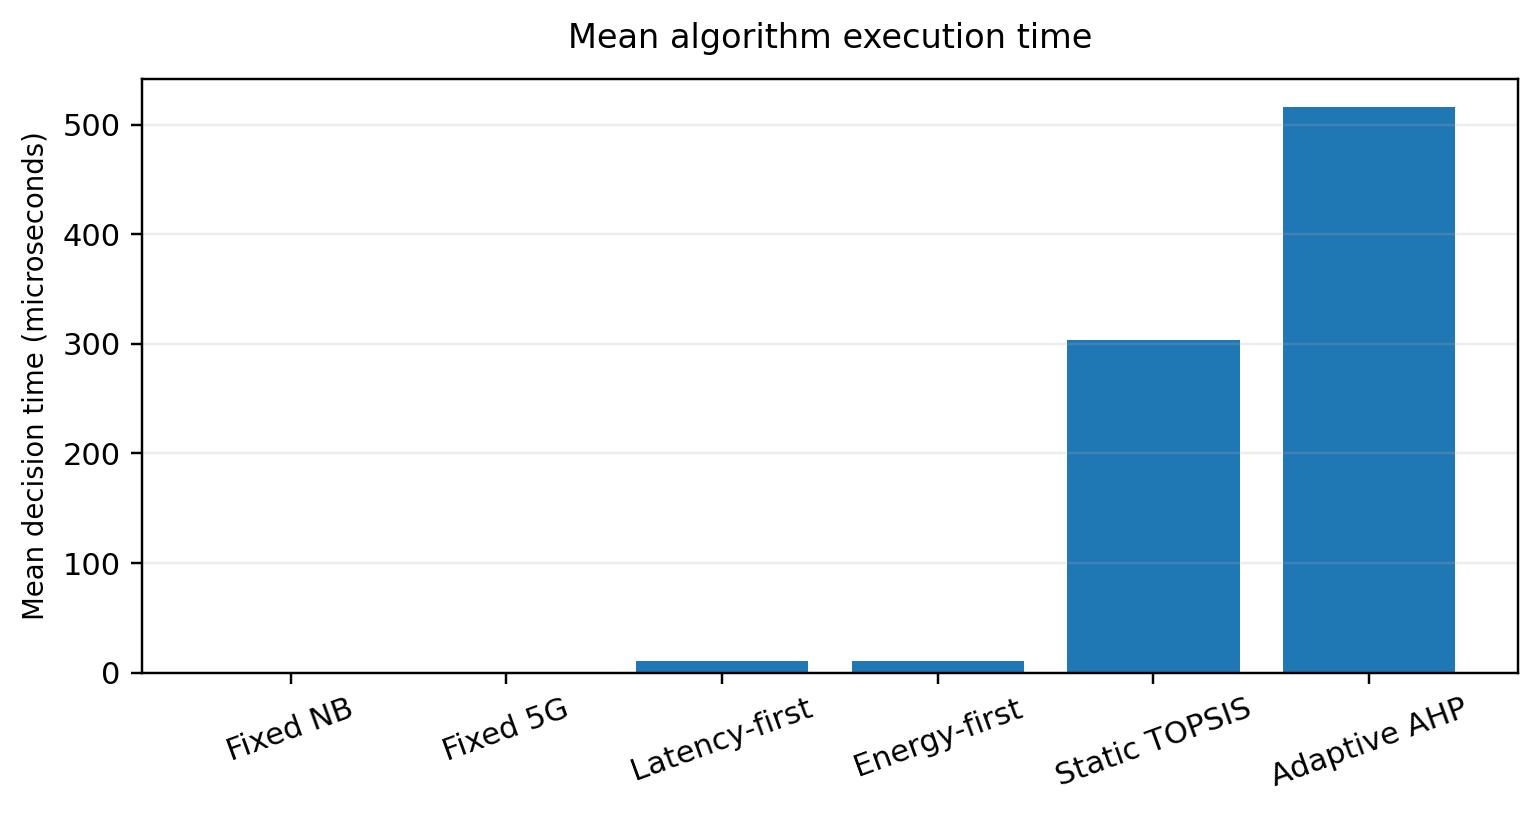 Mean algorithm execution time
Mean decision time (microseconds)
500
400
300
200
100
0
Fixed NB
Fixed 5G
Latency-first
Energy-first
Static TOPSIS
Adaptive AHP